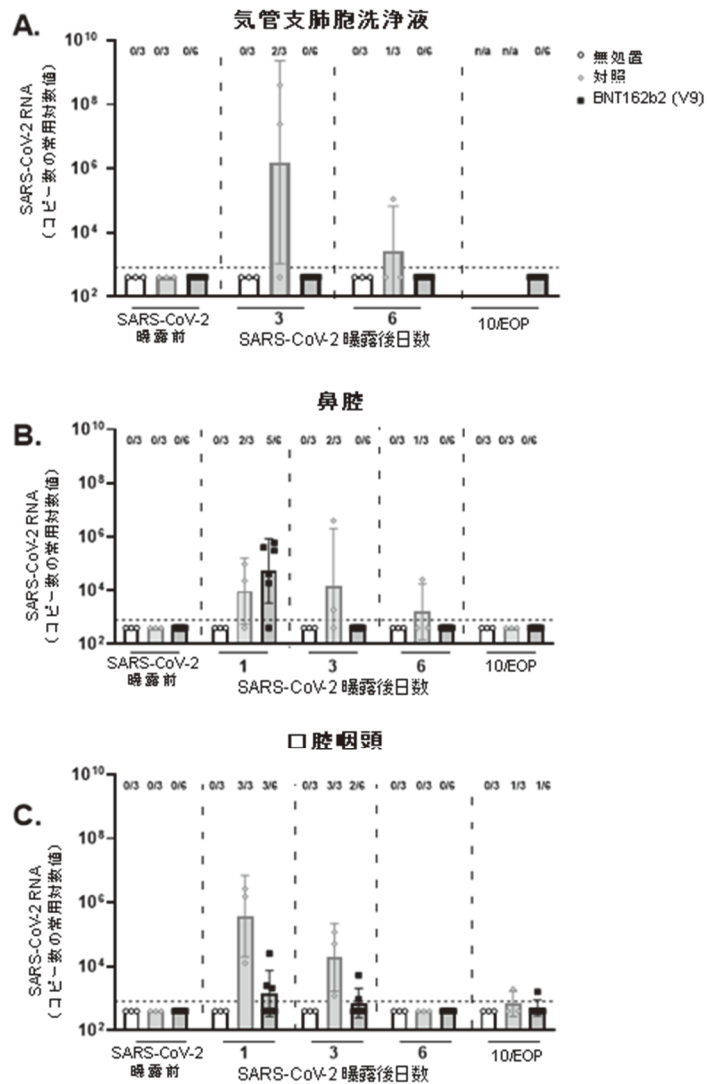 A.
気管支肺胞洗浄液
SARS-CoV-2 RNA
(コピー数の常用対数値)
10^10
10^8
10^6
10^4
10^2
0/3 0/3 0/6
0/3 2/3 0/6
0/3 1/3 0/6
n/a n/a 0/6
無処置
対照
BNT162b2 (V9)
SARS-CoV-2
曝露前
3
6
10/EOP
SARS-CoV-2 曝露後日数
B.
鼻腔
SARS-CoV-2 RNA
(コピー数の常用対数値)
10^10
10^8
10^6
10^4
10^2
0/3 0/3 0/6
0/3 2/3 5/6
0/3 2/3 0/6
0/3 1/3 0/6
0/3 0/3 0/6
SARS-CoV-2
曝露前
1
3
6
10/EOP
SARS-CoV-2 曝露後日数
C.
口腔咽頭
SARS-CoV-2 RNA
(コピー数の常用対数値)
10^10
10^8
10^6
10^4
10^2
0/3 0/3 0/6
0/3 3/3 3/6
0/3 3/3 2/6
0/3 0/3 0/6
0/3 1/3 1/6
SARS-CoV-2
曝露前
1
3
6
10/EOP
SARS-CoV-2 曝露後日数